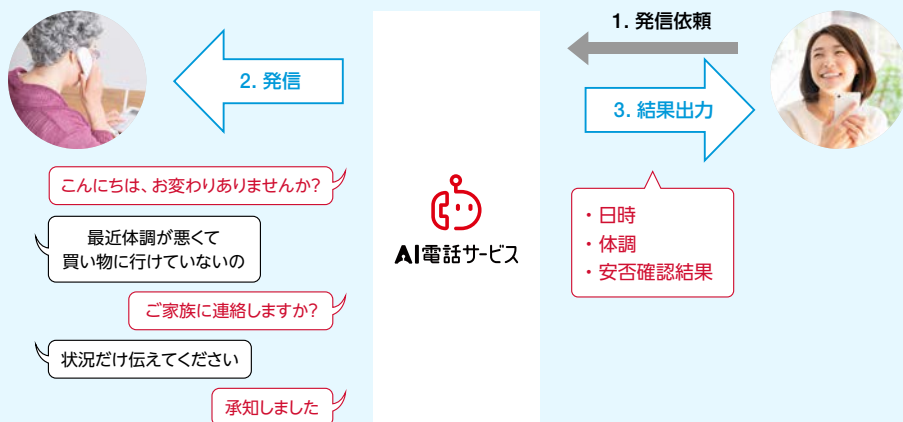 1. 発信依頼
2. 発信
3. 結果出力
こんにちは、お変わりありませんか?
最近体調が悪くて
買い物に行けていないの
ご家族に連絡しますか?
状況だけ伝えてください
承知しました
AI電話サービス
・日時
・体調
・安否確認結果